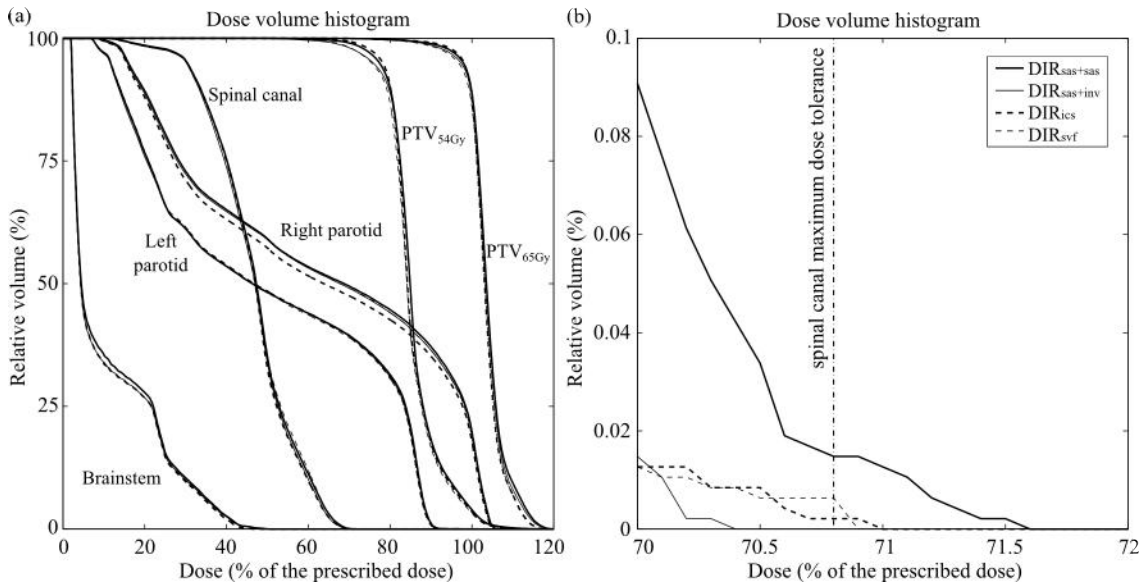 (a)
Dose volume histogram
100
75
50
25
0
Relative volume (%)
Spinal canal
PTV54Gy
Right parotid
Left
parotid
PTV65Gy
Brainstem
0 20 40 60 80 100 120
Dose (% of the prescribed dose)
(b)
Dose volume histogram
0.1
0.08
0.06
0.04
0.02
0
Relative volume (%)
spinal canal maximum dose tolerance
DIRsas+sas
DIRsas+inv
DIRics
DIRsvf
70 70.5 71 71.5 72
Dose (% of the prescribed dose)